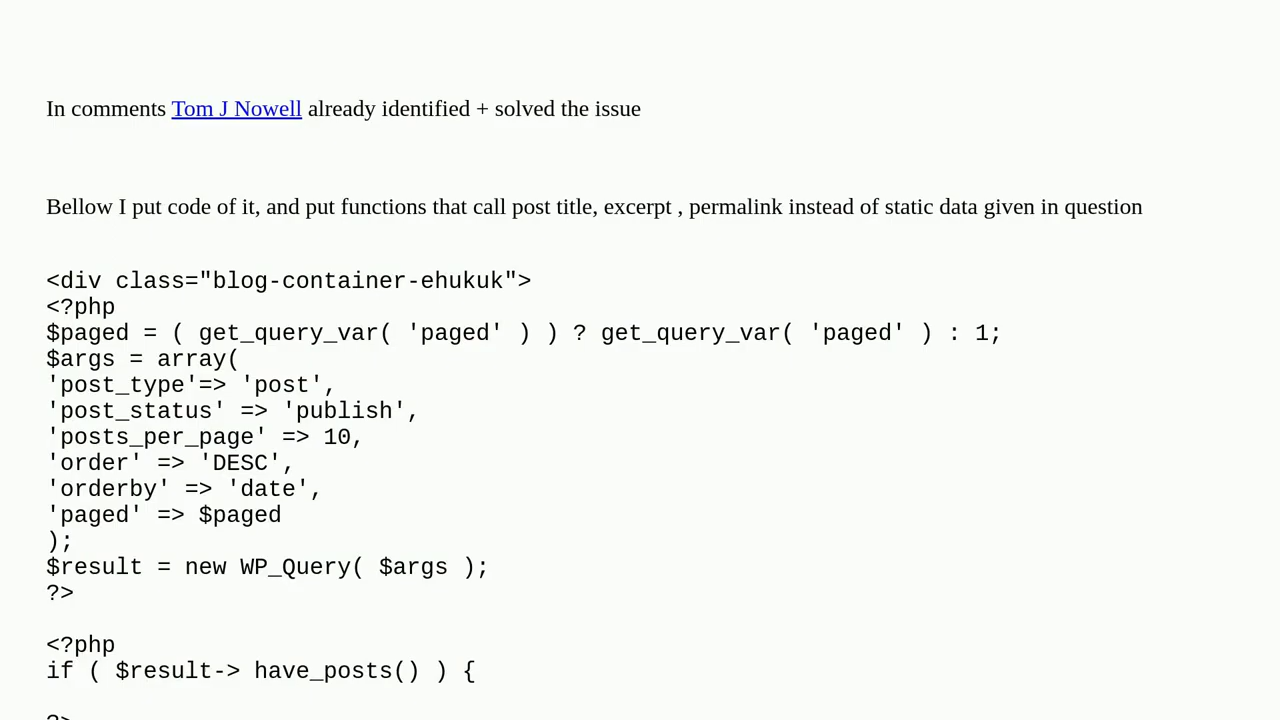 In comments Tom J Nowell already identified + solved the issue
Bellow I put code of it, and put functions that call post title, excerpt , permalink instead of static data given in question
<div class="blog-container-ehukuk">
<?php
$paged = ( get_query_var( 'paged' ) ) ? get_query_var( 'paged' ) : 1;
$args = array(
'post_type'=> 'post',
'post_status' => 'publish',
'posts_per_page' => 10,
'order' => 'DESC',
'orderby' => 'date',
'paged' => $paged
);
$result = new WP_Query( $args );
?>
<?php
if ( $result-> have_posts() ) {
?>